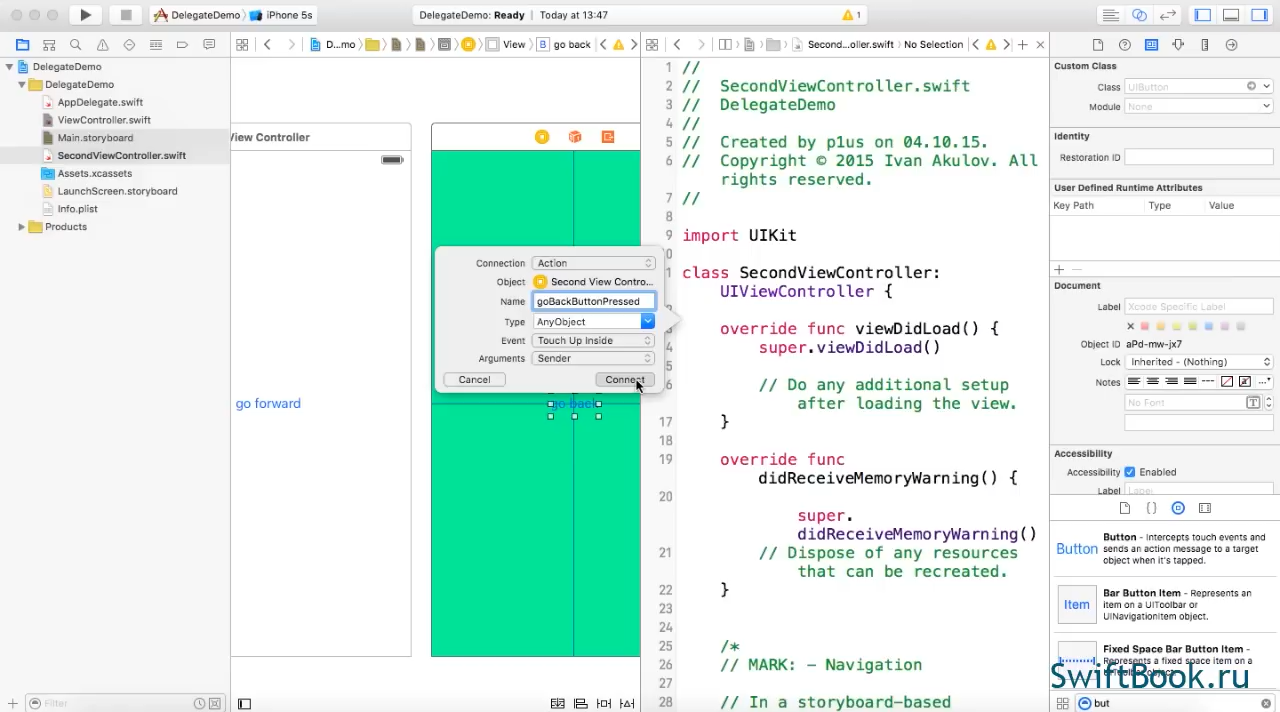 DelegateDemo
iPhone 5s
DelegateDemo: Ready
Today at 13:47
1
D...mo
View
B
go back
Second...oller.swift
No Selection
DelegateDemo
DelegateDemo
AppDelegate.swift
ViewController.swift
Main.storyboard
SecondViewController.swift
Assets.xcassets
LaunchScreen.storyboard
Info.plist
Products
Filter
View Controller
go forward
go back
Connection Action
Object Second View Contro...
Name goBackButtonPressed
Type AnyObject
Event Touch Up Inside
Arguments Sender
Cancel Connect
1 //
2 // SecondViewController.swift
3 // DelegateDemo
4 //
5 // Created by p1us on 04.10.15.
6 // Copyright © 2015 Ivan Akulov. All
rights reserved.
7 //
8
9 import UIKit
0
1 class SecondViewController:
UIViewController {
3 override func viewDidLoad() {
4 super.viewDidLoad()
5
6 // Do any additional setup
after loading the view.
17 }
18
19 override func
didReceiveMemoryWarning() {
20 super.
didReceiveMemoryWarning()
21 // Dispose of any resources
that can be recreated.
22 }
23
24
25 /*
26 // MARK: - Navigation
27
28 // In a storyboard-based
Custom Class
Class UIButton
Module None
Identity
Restoration ID
User Defined Runtime Attributes
Key Path Type Value
Document
Label Xcode Specific Label
Object ID aPd-mw-jx7
Lock Inherited - (Nothing)
Notes
No Font
T
Accessibility
Accessibility Enabled
Label Label
Button
Button - Intercepts touch events and
sends an action message to a target
object when it's tapped.
Item
Bar Button Item - Represents an
item on a UIToolbar or
UINavigationItem object.
Fixed Space Bar Button Item -
Represents a fixed space item on a
SwiftBook.ru
but